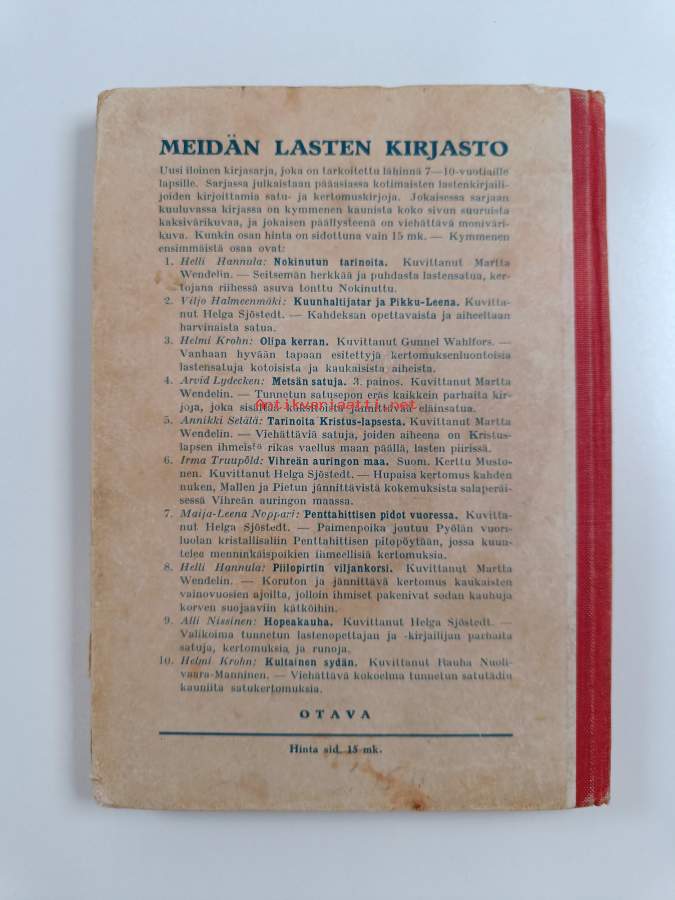 MEIDÄN LASTEN KIRJASTO
Uusi iloinen kirjasarja, joka on tarkoitettu lähinnä 7—10-vuotiaille
lapsille. Sarjassa julkaistaan pääasiassa kotimaisten lastenkirjaili-
joiden kirjoittamia satu- ja kertomuskirjoja. Jokaisessa sarjaan
kuuluvassa kirjassa on kymmenen kaunista koko sivun suuruista
kaksivärikuvaa, ja jokaisen päällysteenä on viehättävä moniväri-
kuva. Kunkin osan hinta on sidottuna vain 15 mk. — Kymmenen
ensimmäistä osaa ovat:
1. Helli Hannula: Nokinutun tarinoita. Kuvittanut Martta
Wendelin. — Seitsemän herkkää ja puhdasta lastensatua, ker-
tojana riihessä asuva tonttu Nokinuttu.
2. Viljo Halmeenmäki: Kuunhaltijatar ja Pikku-Leena. Kuvitta-
nut Helga Sjöstedt. — Kahdeksan opettavaista ja aiheeltaan
harvinaista satua.
3. Helmi Krohn: Olipa kerran. Kuvittanut Gunnel Wahlfors. —
Vanhaan hyvään tapaan esitettyjä kertomuksenluontoisia
lastensatuja kotoisista ja kaukaisista aiheista.
4. Arvid Lydecken: Metsän satuja. 3. painos. Kuvittanut Martta
Wendelin. — Tunnetun satusepon eräs kaikkein parhaita kir-
Antikvariaatti.net
joja, joka sisältää kaksitoista jännittävää eläinsatua.
5. Annikki Setälä: Tarinoita Kristus-lapsesta. Kuvittanut Martta
Wendelin. — Viehättäviä satuja, joiden aiheena on Kristus-
lapsen ihmeistä rikas vaellus maan päällä, lasten piirissä.
6. Irma Truupõld: Vihreän auringon maa. Suom. Kerttu Musto-
nen. Kuvittanut Helga Sjöstedt. — Hupaisa kertomus kahden
nuken, Mallen ja Pietun jännittävistä kokemuksista salaperäi-
sessä Vihreän auringon maassa.
7. Maija-Leena Noppari: Penttahittisen pidot vuoressa. Kuvitta-
nut Helga Sjöstedt. — Paimenpoika joutuu Pyölän vuori-
luolan kristallisaliin Penttahittisen pitopöytään, jossa kuun-
telee menninkäispoikien ihmeellisiä kertomuksia.
8. Helli Hannula: Piilopirtin viljankorsi. Kuvittanut Martta
Wendelin. — Koruton ja jännittävä kertomus kaukaisten
vainovuosien ajoilta, jolloin ihmiset pakenivat sodan kauhuja
korven suojaaviin kätköihin.
9. Alli Nissinen: Hopeakauha. Kuvittanut Helga Sjöstedt. —
Valikoima tunnetun lastenopettajan ja -kirjailijan parhaita
satuja, kertomuksia ja runoja.
10. Helmi Krohn: Kultainen sydän. Kuvittanut Rauha Nuoli-
vaara-Manninen. — Viehättävä kokoelma tunnetun satutädin
kauniita satukertomuksia.
OTAVA
Hinta sid. 15 mk.